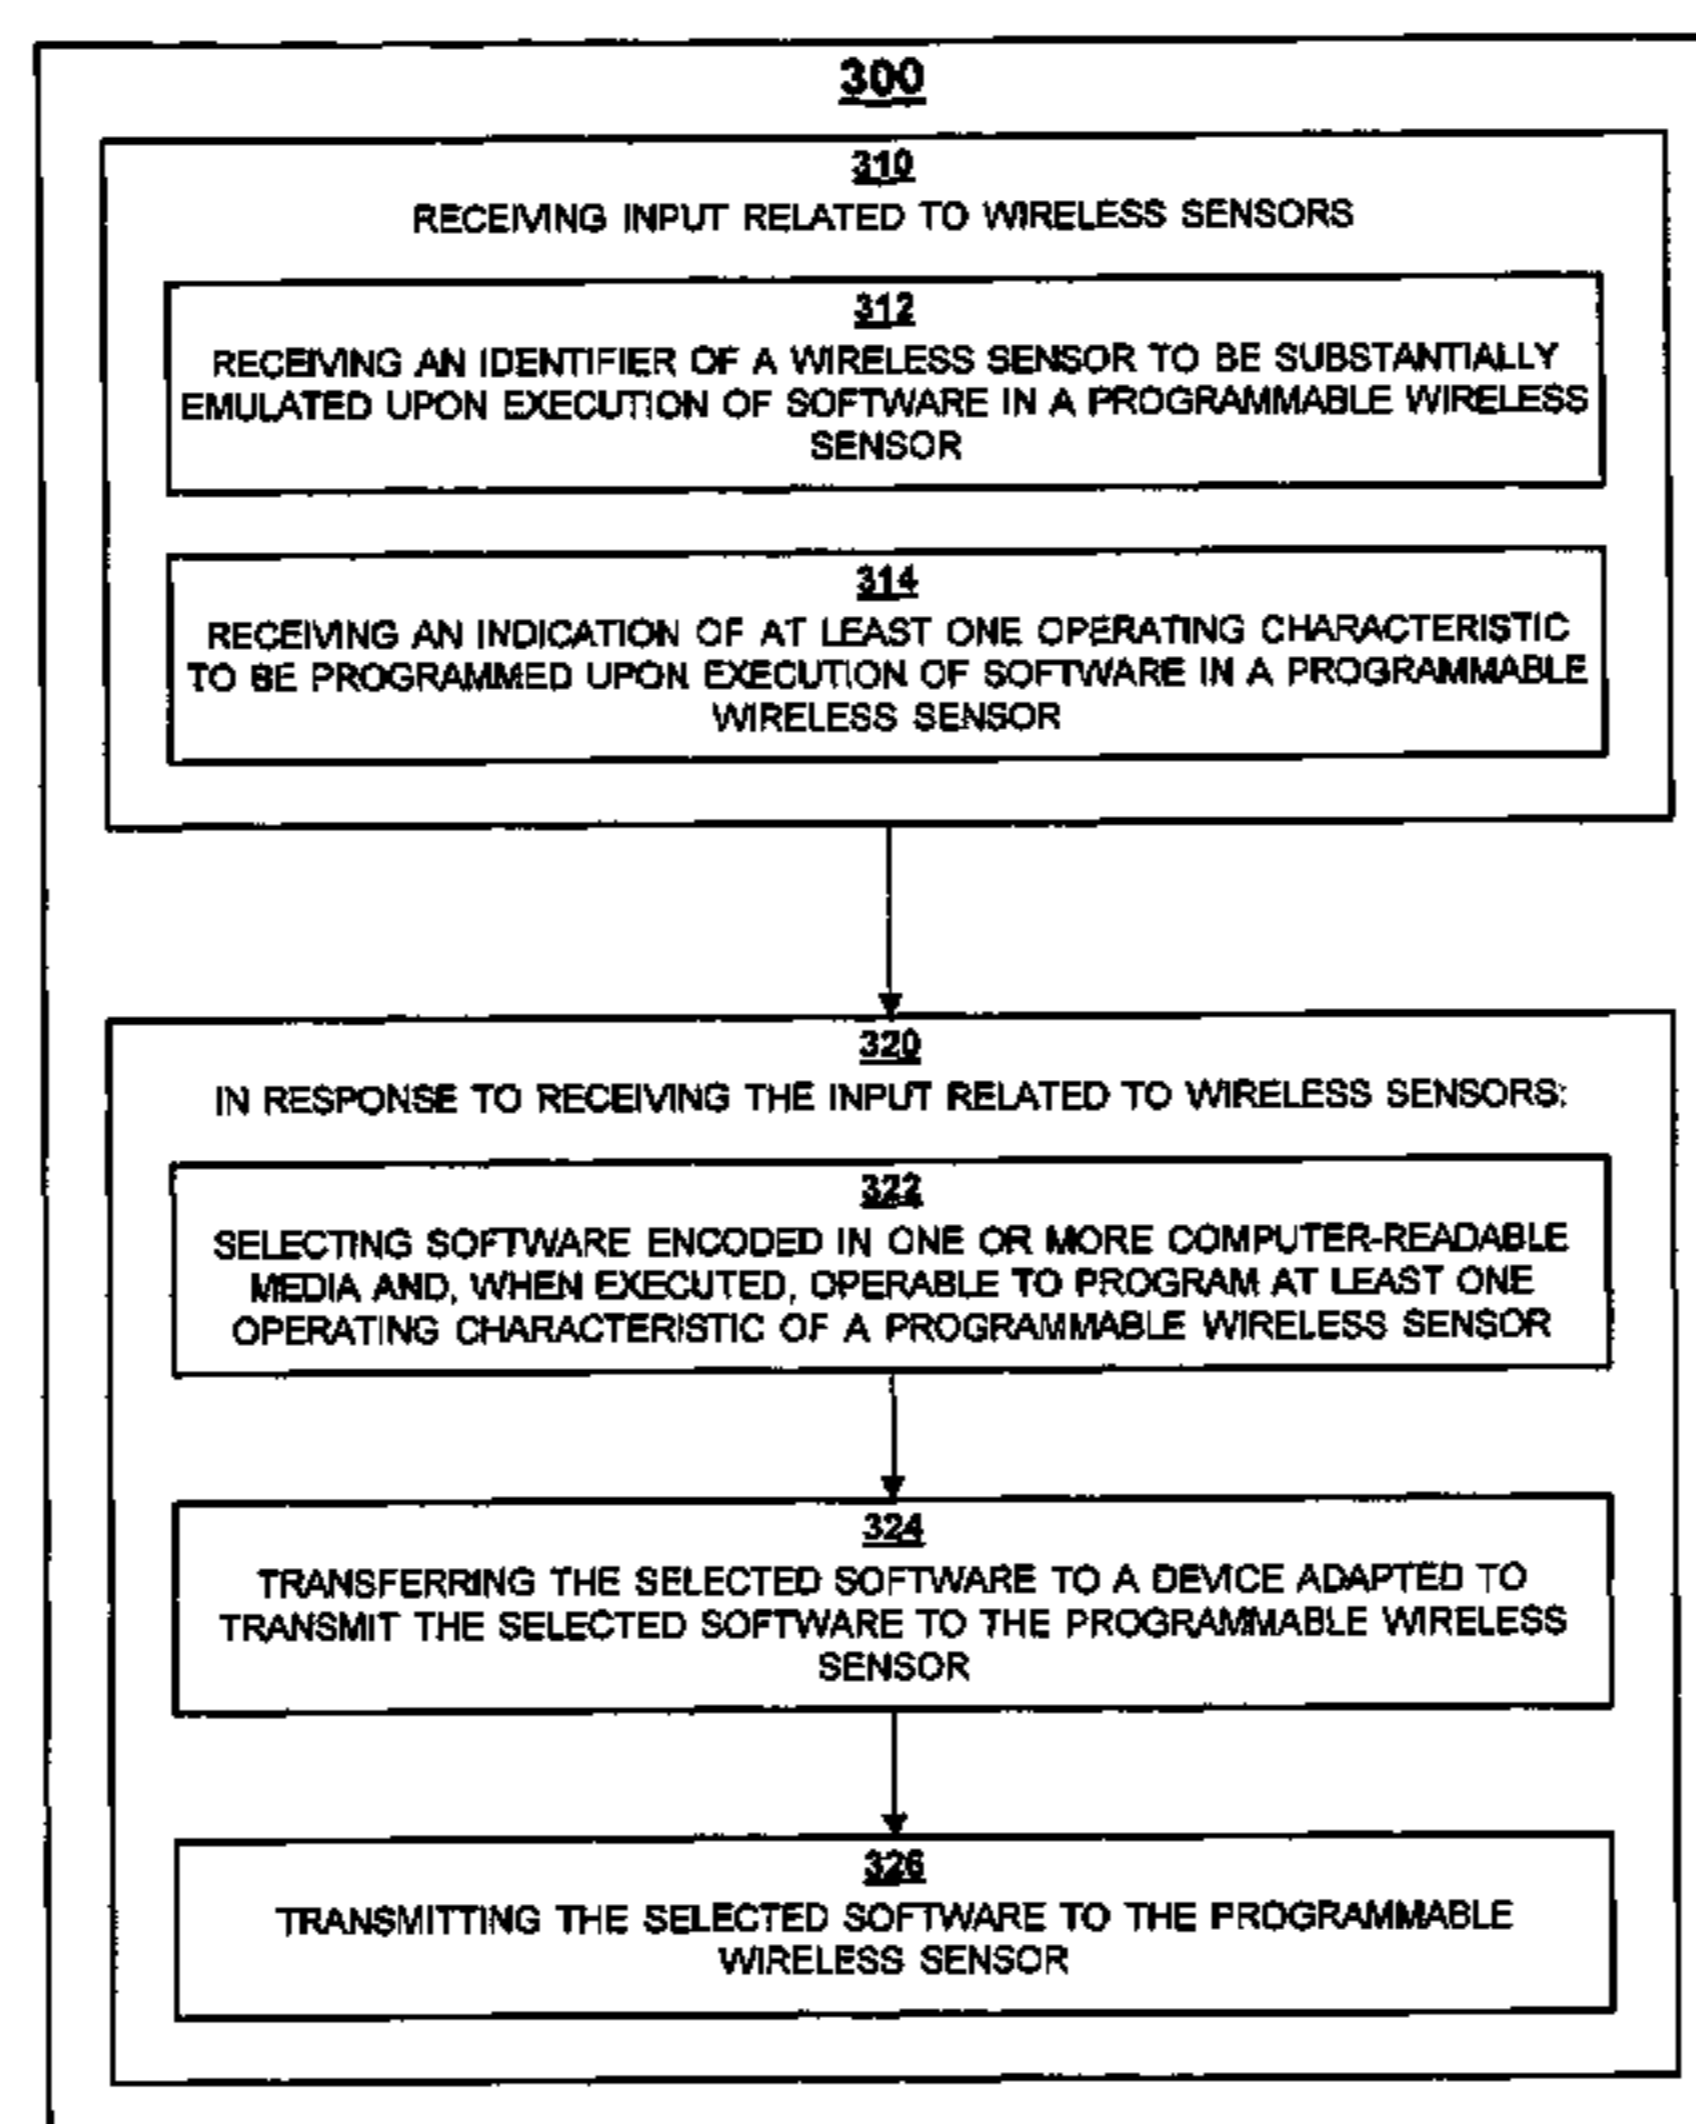 300
310
RECEIVING INPUT RELATED TO WIRELESS SENSORS
312
RECEIVING AN IDENTIFIER OF A WIRELESS SENSOR TO BE SUBSTANTIALLY
EMULATED UPON EXECUTION OF SOFTWARE IN A PROGRAMMABLE WIRELESS
SENSOR
314
RECEIVING AN INDICATION OF AT LEAST ONE OPERATING CHARACTERISTIC
TO BE PROGRAMMED UPON EXECUTION OF SOFTWARE IN A PROGRAMMABLE
WIRELESS SENSOR
320
IN RESPONSE TO RECEIVING THE INPUT RELATED TO WIRELESS SENSORS:
322
SELECTING SOFTWARE ENCODED IN ONE OR MORE COMPUTER-READABLE
MEDIA AND, WHEN EXECUTED, OPERABLE TO PROGRAM AT LEAST ONE
OPERATING CHARACTERISTIC OF A PROGRAMMABLE WIRELESS SENSOR
324
TRANSFERRING THE SELECTED SOFTWARE TO A DEVICE ADAPTED TO
TRANSMIT THE SELECTED SOFTWARE TO THE PROGRAMMABLE WIRELESS
SENSOR
326
TRANSMITTING THE SELECTED SOFTWARE TO THE PROGRAMMABLE
WIRELESS SENSOR